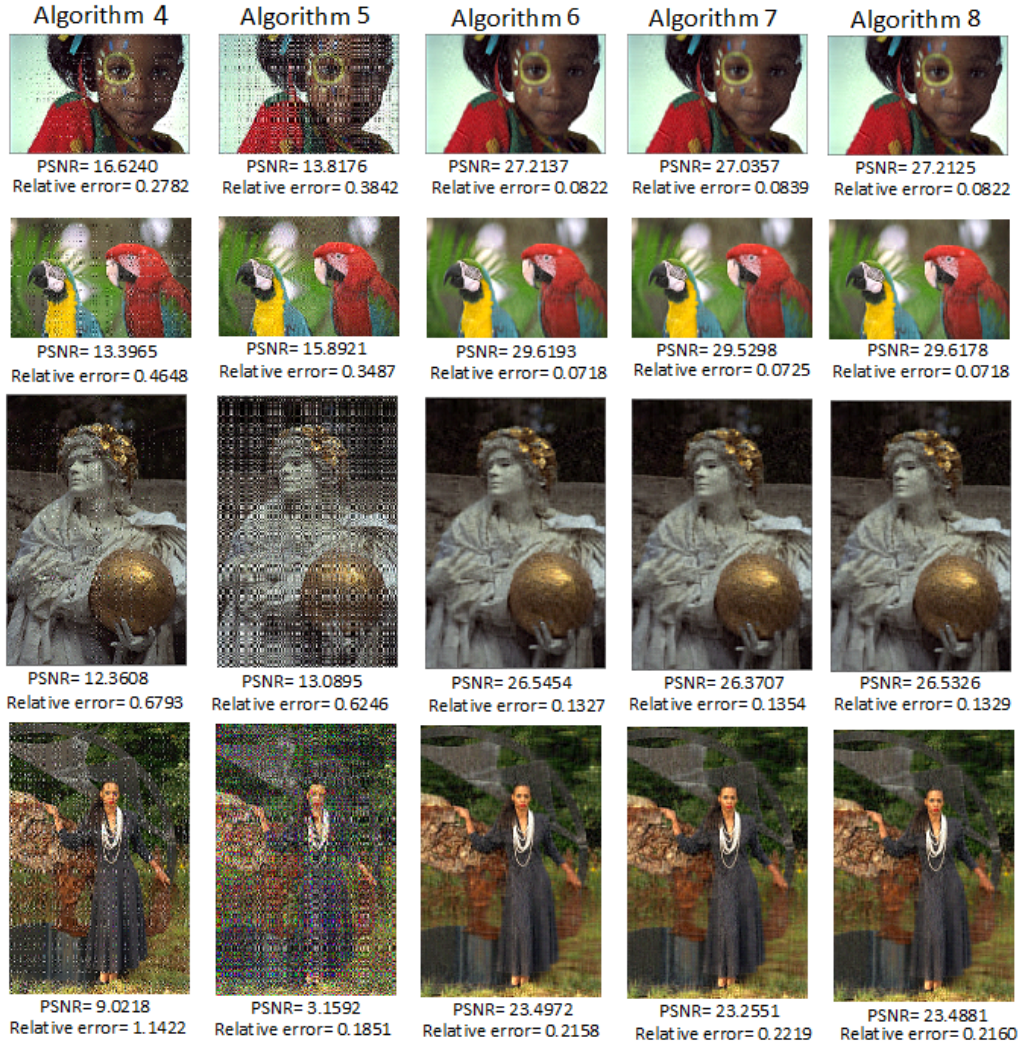 Algorithm 4 Algorithm 5 Algorithm 6 Algorithm 7 Algorithm 8
PSNR= 16.6240 PSNR= 13.8176 PSNR= 27.2137 PSNR= 27.0357 PSNR= 27.2125
Relative error= 0.2782 Relative error= 0.3842 Relative error= 0.0822 Relative error= 0.0839 Relative error= 0.0822
PSNR= 13.3965 PSNR= 15.8921 PSNR= 29.6193 PSNR= 29.5298 PSNR= 29.6178
Relative error= 0.4648 Relative error= 0.3487 Relative error= 0.0718 Relative error= 0.0725 Relative error= 0.0718
PSNR= 12.3608 PSNR= 13.0895 PSNR= 26.5454 PSNR= 26.3707 PSNR= 26.5326
Relative error= 0.6793 Relative error= 0.6246 Relative error= 0.1327 Relative error= 0.1354 Relative error= 0.1329
PSNR= 9.0218 PSNR= 3.1592 PSNR= 23.4972 PSNR= 23.2551 PSNR= 23.4881
Relative error= 1.1422 Relative error= 0.1851 Relative error= 0.2158 Relative error= 0.2219 Relative error= 0.2160